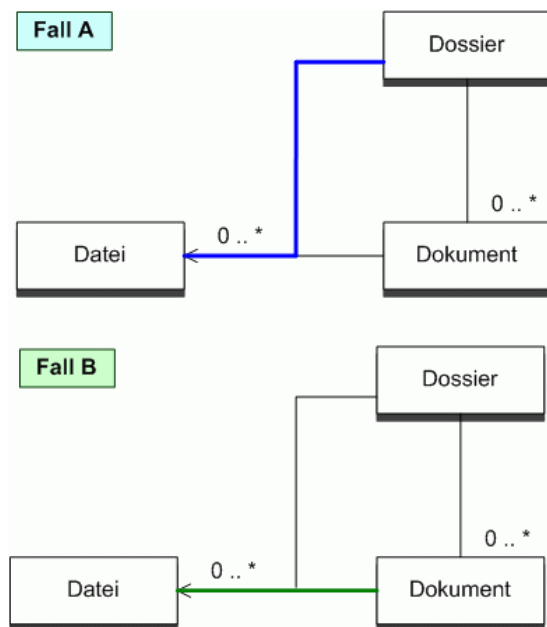 Fall A
Dossier
0 .. *
0 .. *
Datei
Dokument
Fall B
Dossier
0 .. *
0 .. *
Datei
Dokument